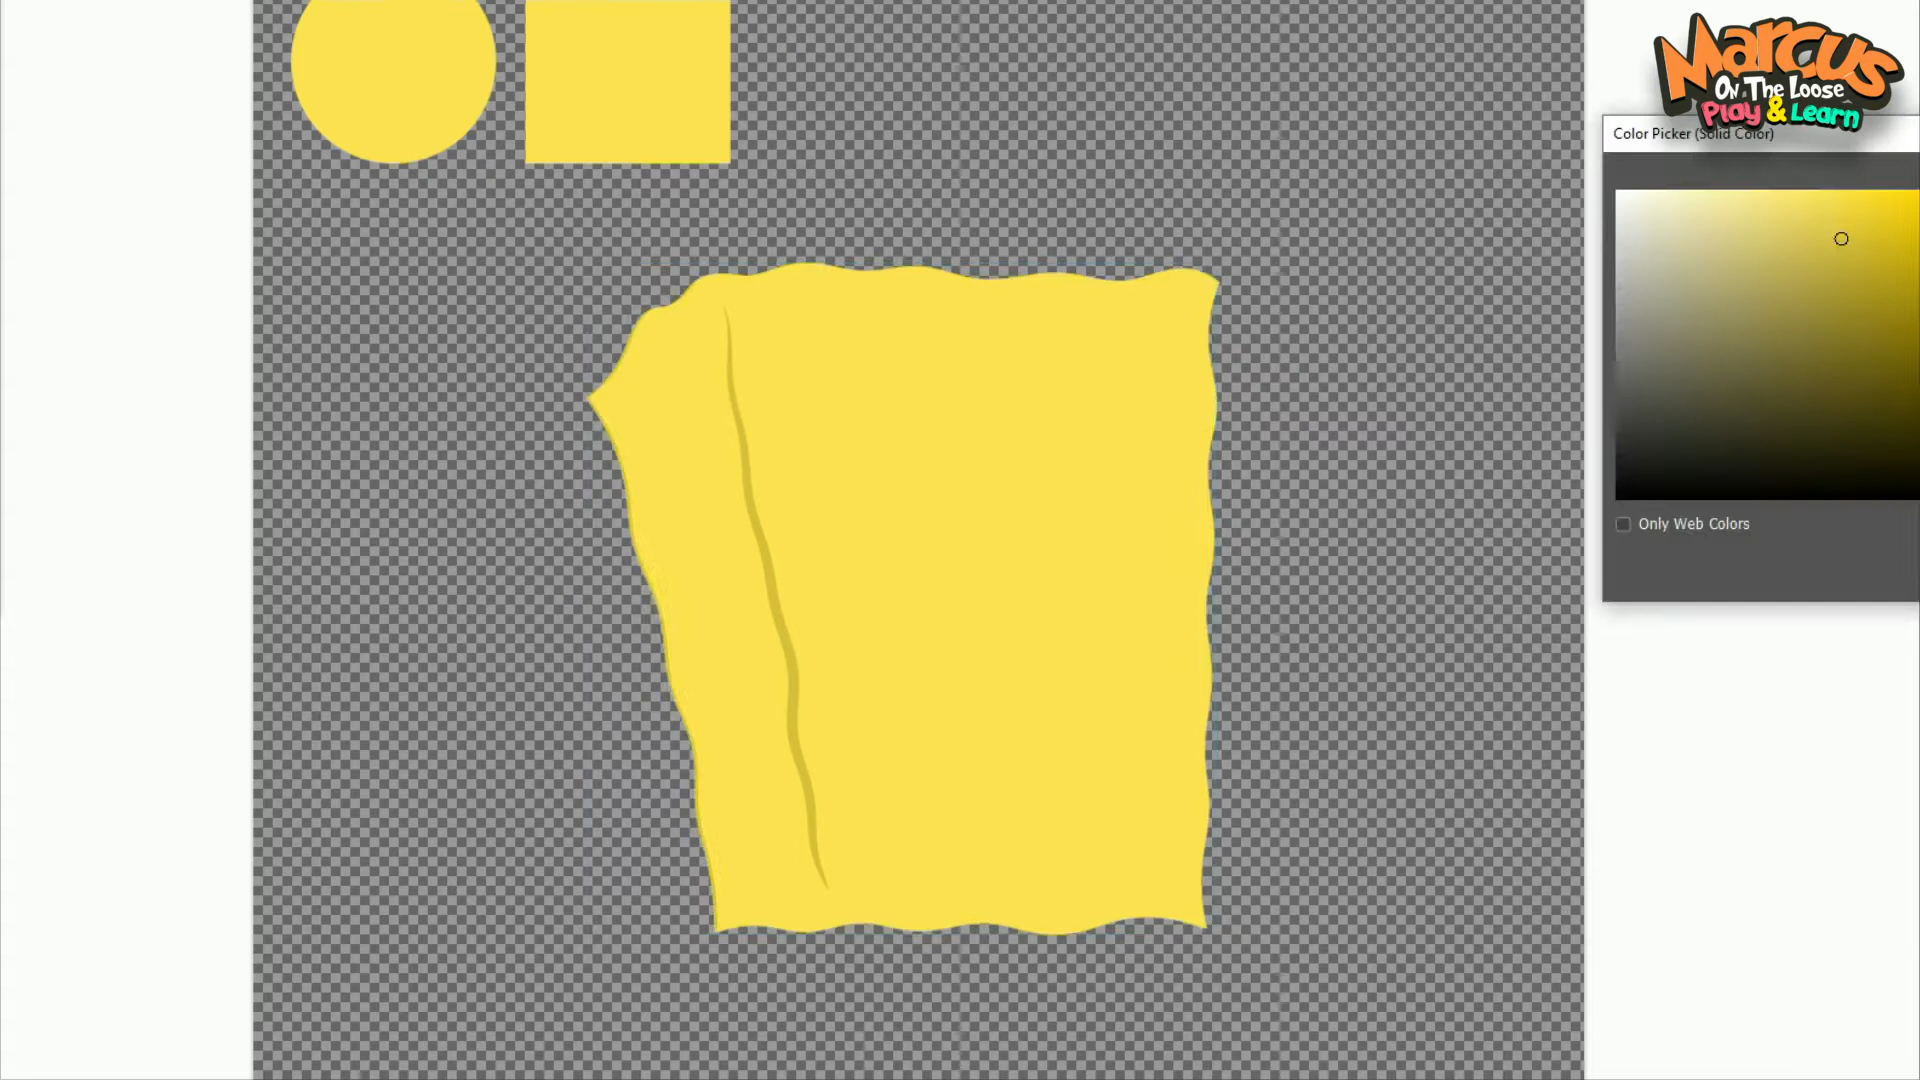 Marcus
On The Loose
Play & Learn
Color Picker (Solid Color)
Only Web Colors